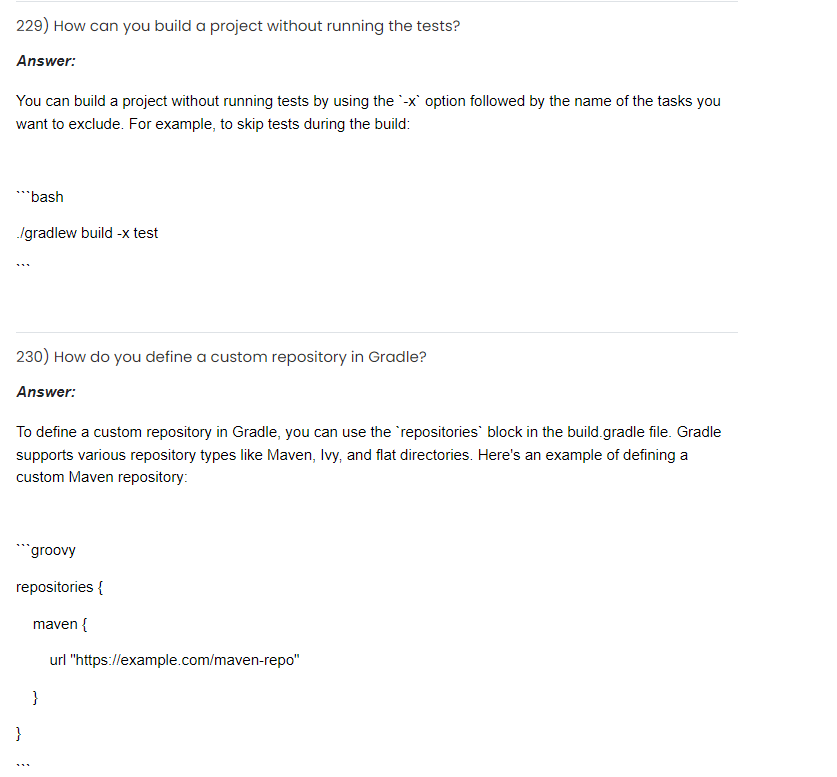 229) How can you build a project without running the tests?
Answer:
You can build a project without running tests by using the `-x` option followed by the name of the tasks you
want to exclude. For example, to skip tests during the build:
```bash
./gradlew build -x test
```
230) How do you define a custom repository in Gradle?
Answer:
To define a custom repository in Gradle, you can use the `repositories` block in the build.gradle file. Gradle
supports various repository types like Maven, Ivy, and flat directories. Here's an example of defining a
custom Maven repository:
```groovy
repositories {
maven {
url "https://example.com/maven-repo"
}
}
```